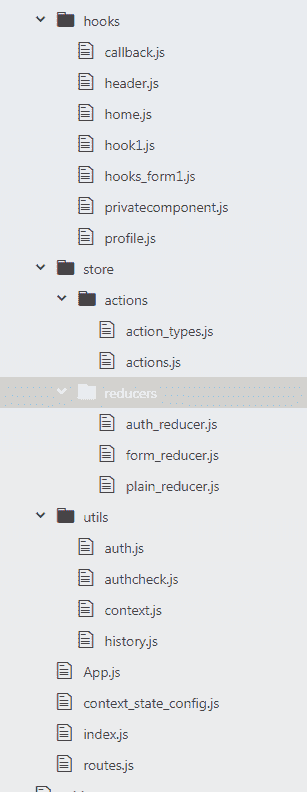 hooks
callback.js
header.js
home.js
hook1.js
hooks_form1.js
privatecomponent.js
profile.js
store
actions
action_types.js
actions.js
reducers
auth_reducer.js
form_reducer.js
plain_reducer.js
utils
auth.js
authcheck.js
context.js
history.js
App.js
context_state_config.js
index.js
routes.js